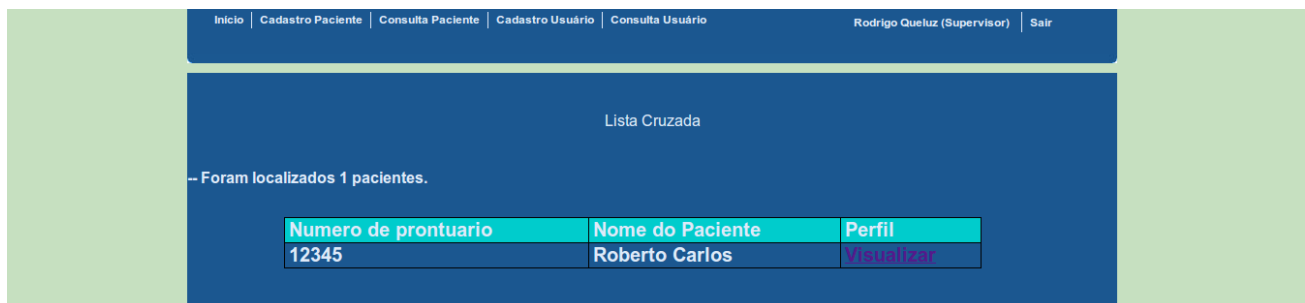 Inicio Cadastro Paciente Consulta Paciente Cadastro Usuário Consulta Usuário Rodrigo Queluz (Supervisor) Sair
Lista Cruzada
-- Foram localizados 1 pacientes.
Numero de prontuario Nome do Paciente Perfil
12345 Roberto Carlos Visualizar